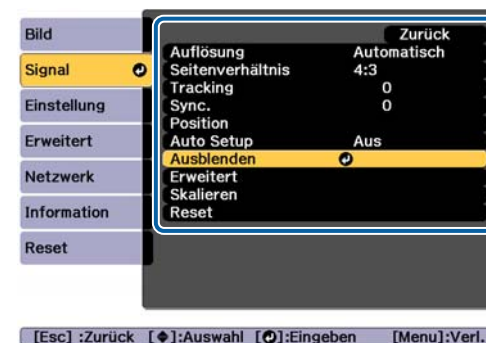 Bild
Signal
Einstellung
Erweitert
Netzwerk
Information
Reset
Zurück
Auflösung Automatisch
Seitenverhältnis 4:3
Tracking 0
Sync. 0
Position
Auto Setup Aus
Ausblenden
Erweitert
Skalieren
Reset
[Esc] :Zurück [◆]:Auswahl [⏎]:Eingeben [Menu]:Verl.